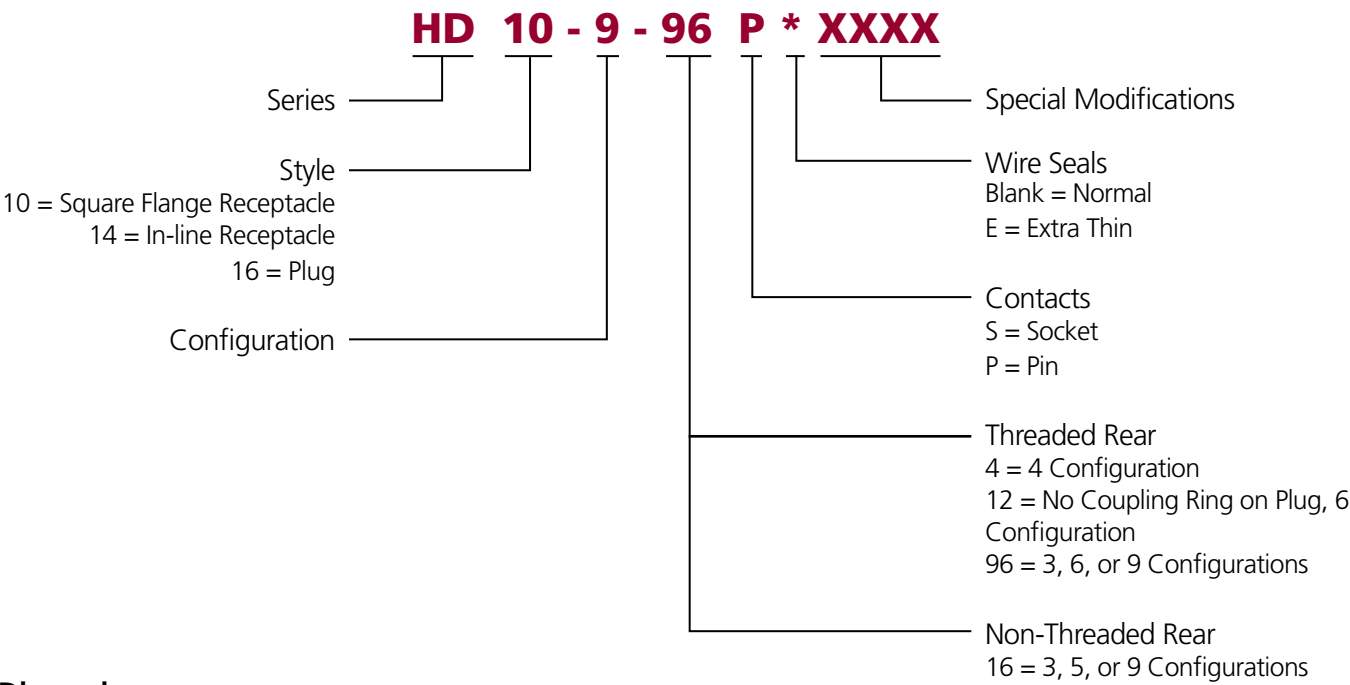 HD 10 - 9 - 96 P * XXXX
Series
Style
10 = Square Flange Receptacle
14 = In-line Receptacle
16 = Plug
Configuration
Special Modifications
Wire Seals
Blank = Normal
E = Extra Thin
Contacts
S = Socket
P = Pin
Threaded Rear
4 = 4 Configuration
12 = No Coupling Ring on Plug, 6
Configuration
96 = 3, 6, or 9 Configurations
Non-Threaded Rear
16 = 3, 5, or 9 Configurations